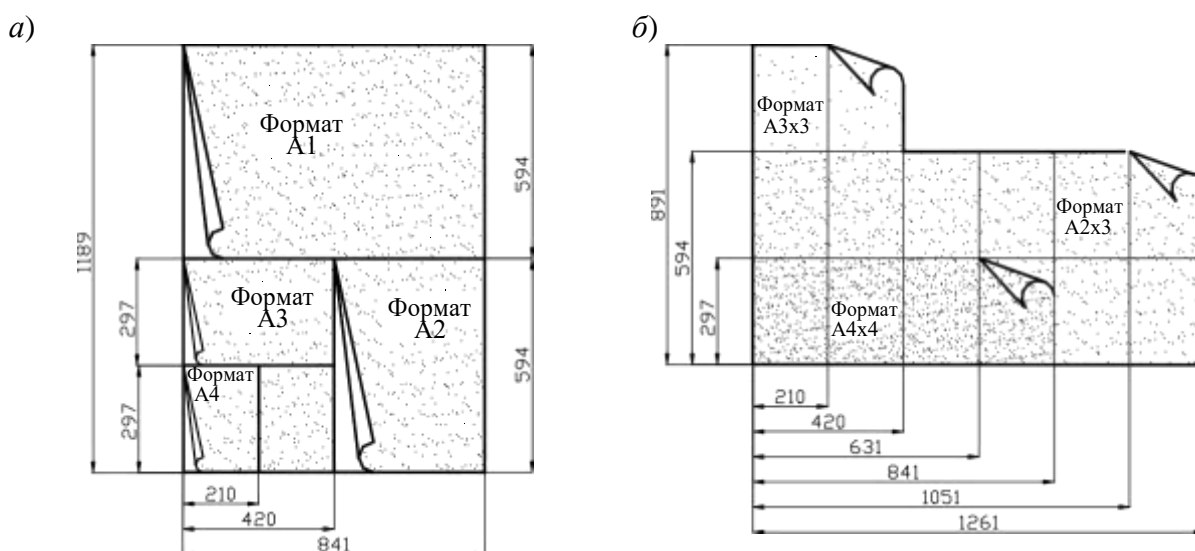 а)
Формат
А1
1189
594
297
Формат
А3
Формат
А2
594
Формат
А4
297
210
420
841
б)
891
594
297
Формат
А3х3
Формат
А2х3
Формат
А4х4
210
420
631
841
1051
1261